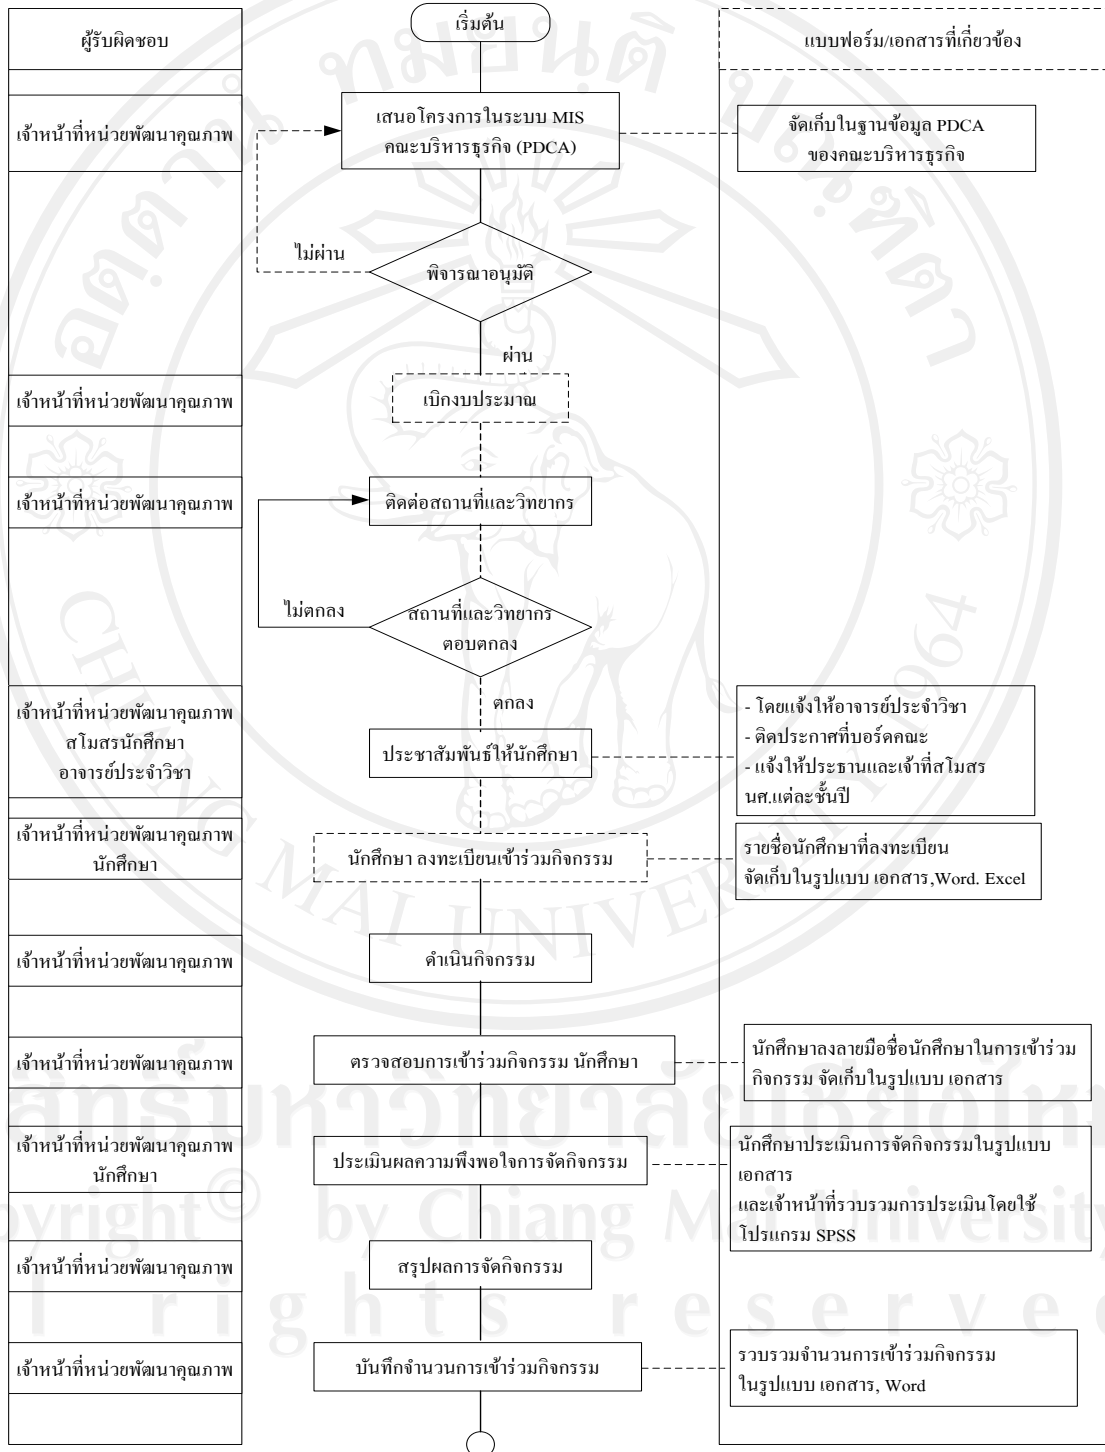 เริ่มต้น
ผู้รับผิดชอบ
แบบฟอร์ม/เอกสารที่เกี่ยวข้อง
เจ้าหน้าที่หน่วยพัฒนาคุณภาพ
เสนอโครงการในระบบ MIS
คณะบริหารธุรกิจ (PDCA)
จัดเก็บในฐานข้อมูล PDCA
ของคณะบริหารธุรกิจ
ไม่ผ่าน
พิจารณาอนุมัติ
ผ่าน
เจ้าหน้าที่หน่วยพัฒนาคุณภาพ
เบิกงบประมาณ
เจ้าหน้าที่หน่วยพัฒนาคุณภาพ
ติดต่อสถานที่และวิทยากร
ไม่ตกลง
สถานที่และวิทยากร
ตอบตกลง
ตกลง
เจ้าหน้าที่หน่วยพัฒนาคุณภาพ
สโมสรนักศึกษา
อาจารย์ประจำวิชา
ประชาสัมพันธ์ให้นักศึกษา
- โดยแจ้งให้อาจารย์ประจำวิชา
- ติดประกาศที่บอร์ดคณะ
- แจ้งให้ประธานและเจ้าที่สโมสร
นศ.แต่ละชั้นปี
เจ้าหน้าที่หน่วยพัฒนาคุณภาพ
นักศึกษา
นักศึกษา ลงทะเบียนเข้าร่วมกิจกรรม
รายชื่อนักศึกษาที่ลงทะเบียน
จัดเก็บในรูปแบบ เอกสาร,Word. Excel
เจ้าหน้าที่หน่วยพัฒนาคุณภาพ
ดำเนินกิจกรรม
เจ้าหน้าที่หน่วยพัฒนาคุณภาพ
ตรวจสอบการเข้าร่วมกิจกรรม นักศึกษา
นักศึกษาลงลายมือชื่อนักศึกษาในการเข้าร่วม
กิจกรรม จัดเก็บในรูปแบบ เอกสาร
เจ้าหน้าที่หน่วยพัฒนาคุณภาพ
นักศึกษา
ประเมินผลความพึงพอใจการจัดกิจกรรม
นักศึกษาประเมินการจัดกิจกรรมในรูปแบบ
เอกสาร
และเจ้าหน้าที่รวบรวมการประเมินโดยใช้
โปรแกรม SPSS
เจ้าหน้าที่หน่วยพัฒนาคุณภาพ
สรุปผลการจัดกิจกรรม
เจ้าหน้าที่หน่วยพัฒนาคุณภาพ
บันทึกจำนวนการเข้าร่วมกิจกรรม
รวบรวมจำนวนการเข้าร่วมกิจกรรม
ในรูปแบบ เอกสาร, Word
อตฺตานํ ทมยนฺติ ปณฺฑิตา
CHIANG MAI UNIVERSITY 1964
สิทธิ์มหาวิทยาลัยเชียงให
pyright © by Chiang Mai University
l rights reserve